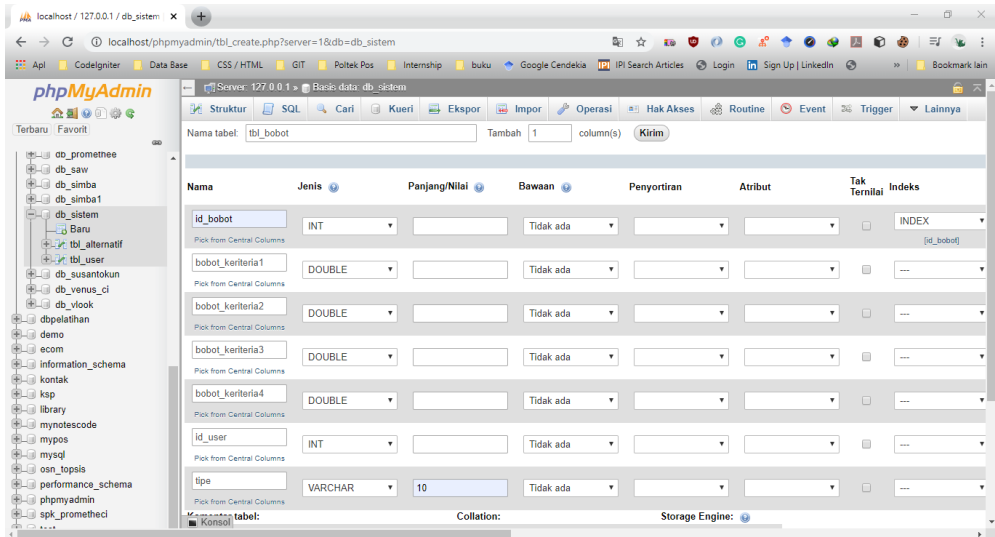 localhost / 127.0.0.1 / db_sistem
localhost/phpmyadmin/tbl_create.php?server=1&db=db_sistem
Apl CodeIgniter Data Base CSS / HTML GIT Poltek Pos Internship buku Google Cendekia IPI Search Articles Login Sign Up | LinkedIn Bookmark lain
phpMyAdmin
Terbaru Favorit
db_promethee
db_saw
db_simba
db_simba1
db_sistem
Baru
tbl_alternatif
tbl_user
db_susantokun
db_venus_ci
db_vlook
dbpelatihan
demo
ecom
information_schema
kontak
ksp
library
mynotescode
mypos
mysql
osn_topsis
performance_schema
phpmyadmin
spk_prometheci
Server: 127.0.0.1 » Basis data: db_sistem
Struktur SQL Cari Kueri Ekspor Impor Operasi Hak Akses Routine Event Trigger Lainnya
Nama tabel: tbl_bobot Tambah 1 column(s) Kirim
Nama Jenis Panjang/Nilai Bawaan Penyortiran Atribut Tak Ternilai Indeks
id_bobot INT Tidak ada INDEX
Pick from Central Columns [id_bobot]
bobot_keriteria1 DOUBLE Tidak ada ---
Pick from Central Columns
bobot_keriteria2 DOUBLE Tidak ada ---
Pick from Central Columns
bobot_keriteria3 DOUBLE Tidak ada ---
Pick from Central Columns
bobot_keriteria4 DOUBLE Tidak ada ---
Pick from Central Columns
id_user INT Tidak ada ---
Pick from Central Columns
tipe VARCHAR 10 Tidak ada ---
Pick from Central Columns
tabel: Collation: Storage Engine:
Konsol